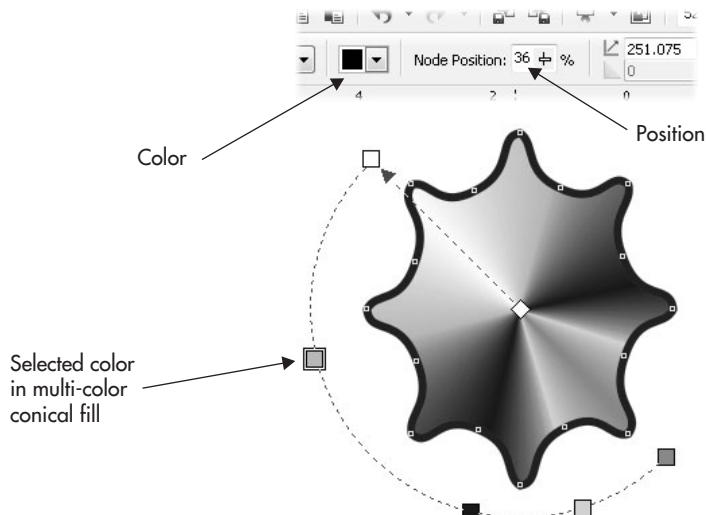 Node Position: 36 %
251.075
0
4 2 0
Position
Color
Selected color
in multi-color
conical fill